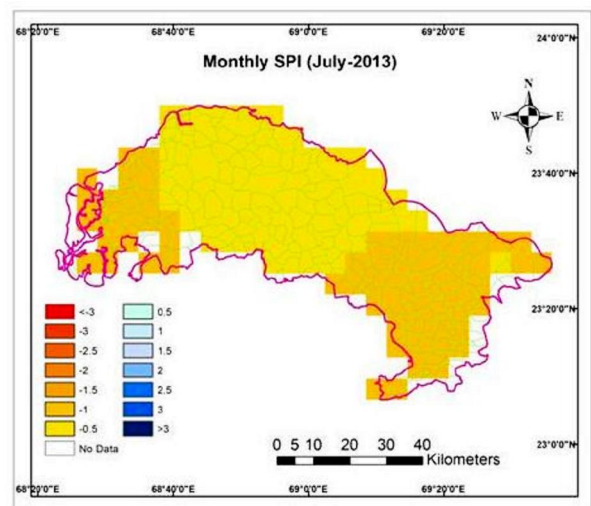 68°20'0"E 68°40'0"E 69°0'0"E 69°20'0"E
24°0'0"N
Monthly SPI (July-2013)
N
W E
S
23°40'0"N
23°20'0"N
<-3 0.5
-3 1
-2.5 1.5
-2 2
-1.5 2.5
-1 3
-0.5 >3
No Data
23°0'0"N
0 5 10 20 30 40
Kilometers
68°20'0"E 68°40'0"E 69°0'0"E 69°20'0"E